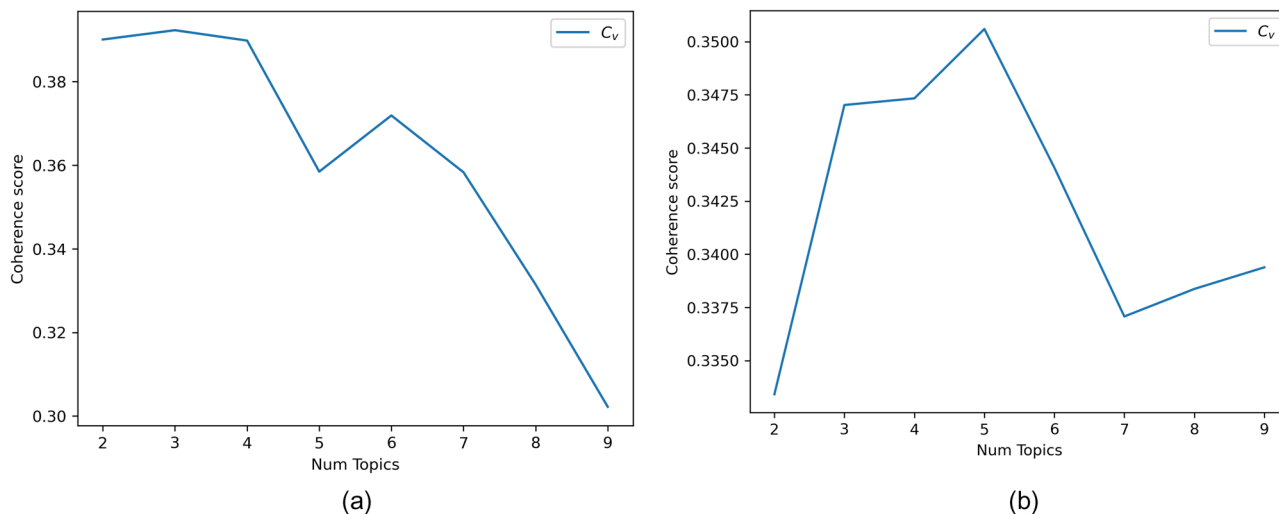 C_v
0.38
0.36
0.34
0.32
0.30
Coherence score
2 3 4 5 6 7 8 9
Num Topics
(a)
C_v
0.3500
0.3475
0.3450
0.3425
0.3400
0.3375
0.3350
Coherence score
2 3 4 5 6 7 8 9
Num Topics
(b)